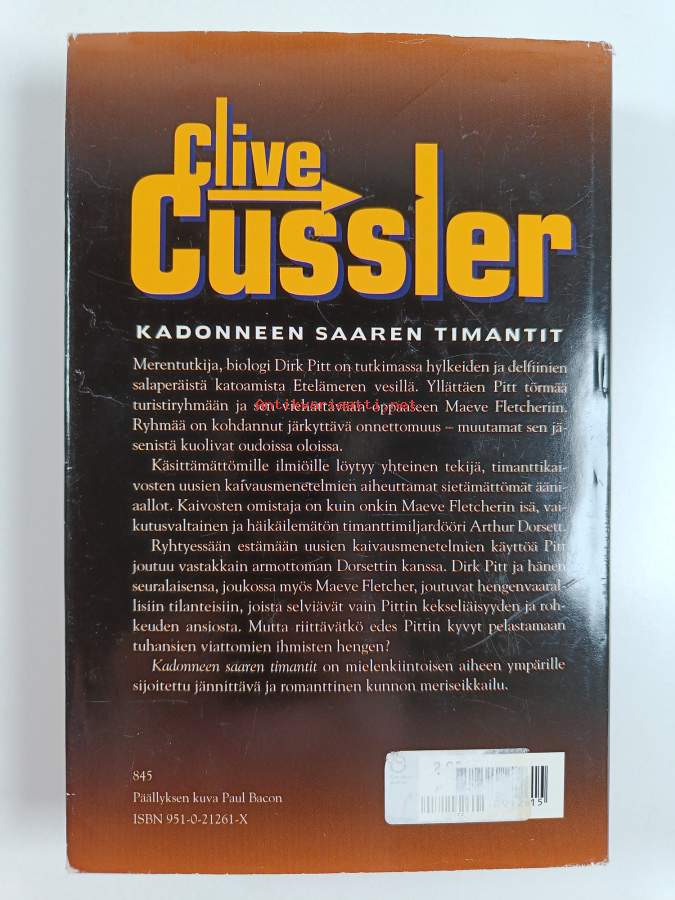 Clive
Cussler
KADONNEEN SAAREN TIMANTIT
Merentutkija, biologi Dirk Pitt on tutkimassa hylkeiden ja delfiinien
salaperäistä katoamista Etelämeren vesillä. Yllättäen Pitt törmää
turistiryhmään ja sen viehättävään oppaaseen Maeve Fletcheriin.
Antikvariaatti.net
Ryhmää on kohdannut järkyttävä onnettomuus – muutamat sen jä-
senistä kuolivat oudoissa oloissa.
Käsittämättömille ilmiöille löytyy yhteinen tekijä, timanttikai-
vosten uusien kaivausmenetelmien aiheuttamat sietämättömät ääni-
aallot. Kaivosten omistaja on kuin onkin Maeve Fletcherin isä, vai-
kutusvaltainen ja häikäilemätön timanttimiljardööri Arthur Dorsett.
Ryhtyessään estämään uusien kaivausmenetelmien käyttöä Pitt
joutuu vastakkain armottoman Dorsettin kanssa. Dirk Pitt ja hänen
seuralaisensa, joukossa myös Maeve Fletcher, joutuvat hengenvaaral-
lisiin tilanteisiin, joista selviävät vain Pittin kekseliäisyyden ja roh-
keuden ansiosta. Mutta riittävätkö edes Pittin kyvyt pelastamaan
tuhansien viattomien ihmisten hengen?
Kadonneen saaren timantit on mielenkiintoisen aiheen ympärille
sijoitettu jännittävä ja romanttinen kunnon meriseikkailu.
845
Päällyksen kuva Paul Bacon
ISBN 951-0-21261-X